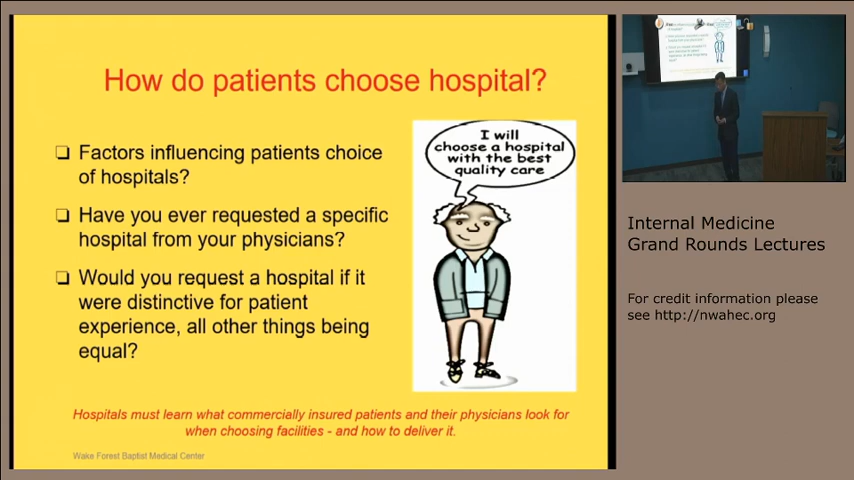 How do patients choose hospital?
Factors influencing patients choice
of hospitals?
Have you ever requested a specific
hospital from your physicians?
Would you request a hospital if it
were distinctive for patient
experience, all other things being
equal?
I will
choose a hospital
with the best
quality care
Hospitals must learn what commercially insured patients and their physicians look for
when choosing facilities - and how to deliver it.
Wake Forest Baptist Medical Center
Internal Medicine
Grand Rounds Lectures
For credit information please
see http://nwahec.org